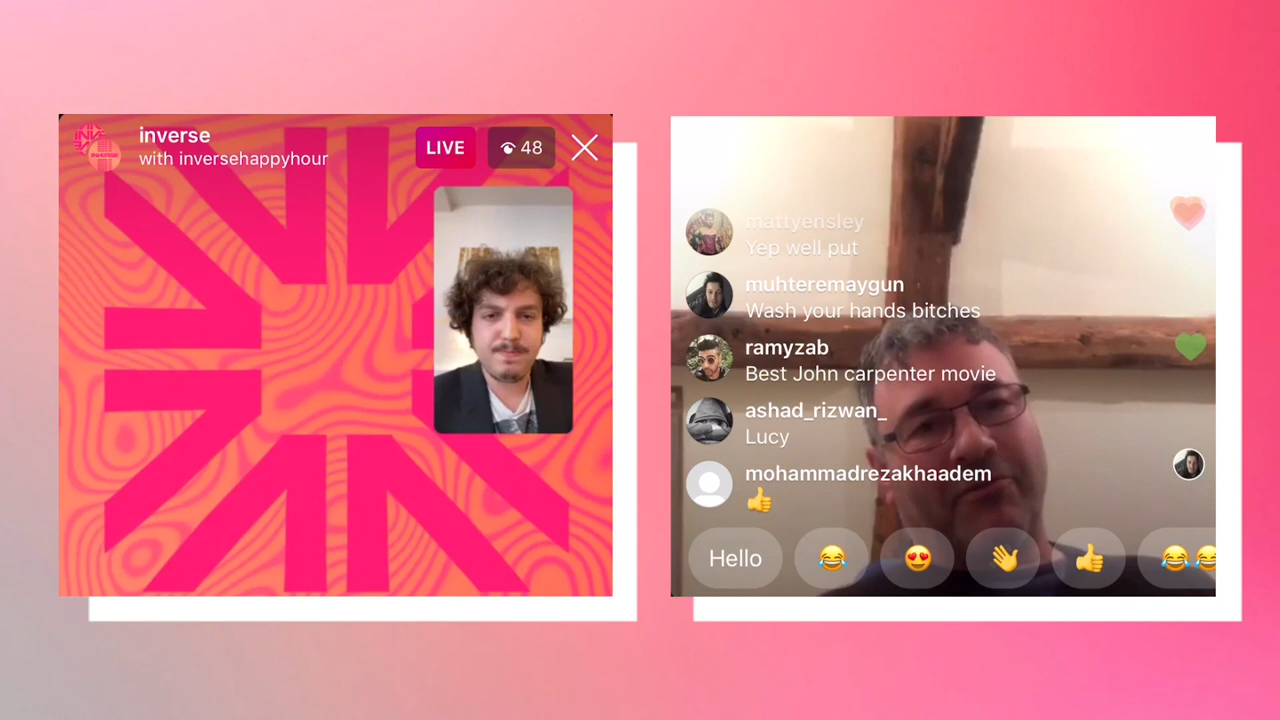 inverse
with inversehappyhour
LIVE
48
mattyensley
Yep well put
muhteremaygun
Wash your hands bitches
ramyzab
Best John carpenter movie
ashad_rizwan_
Lucy
mohammadrezakhaadem
👍
Hello 😂 😍 👋 👍 😂😂